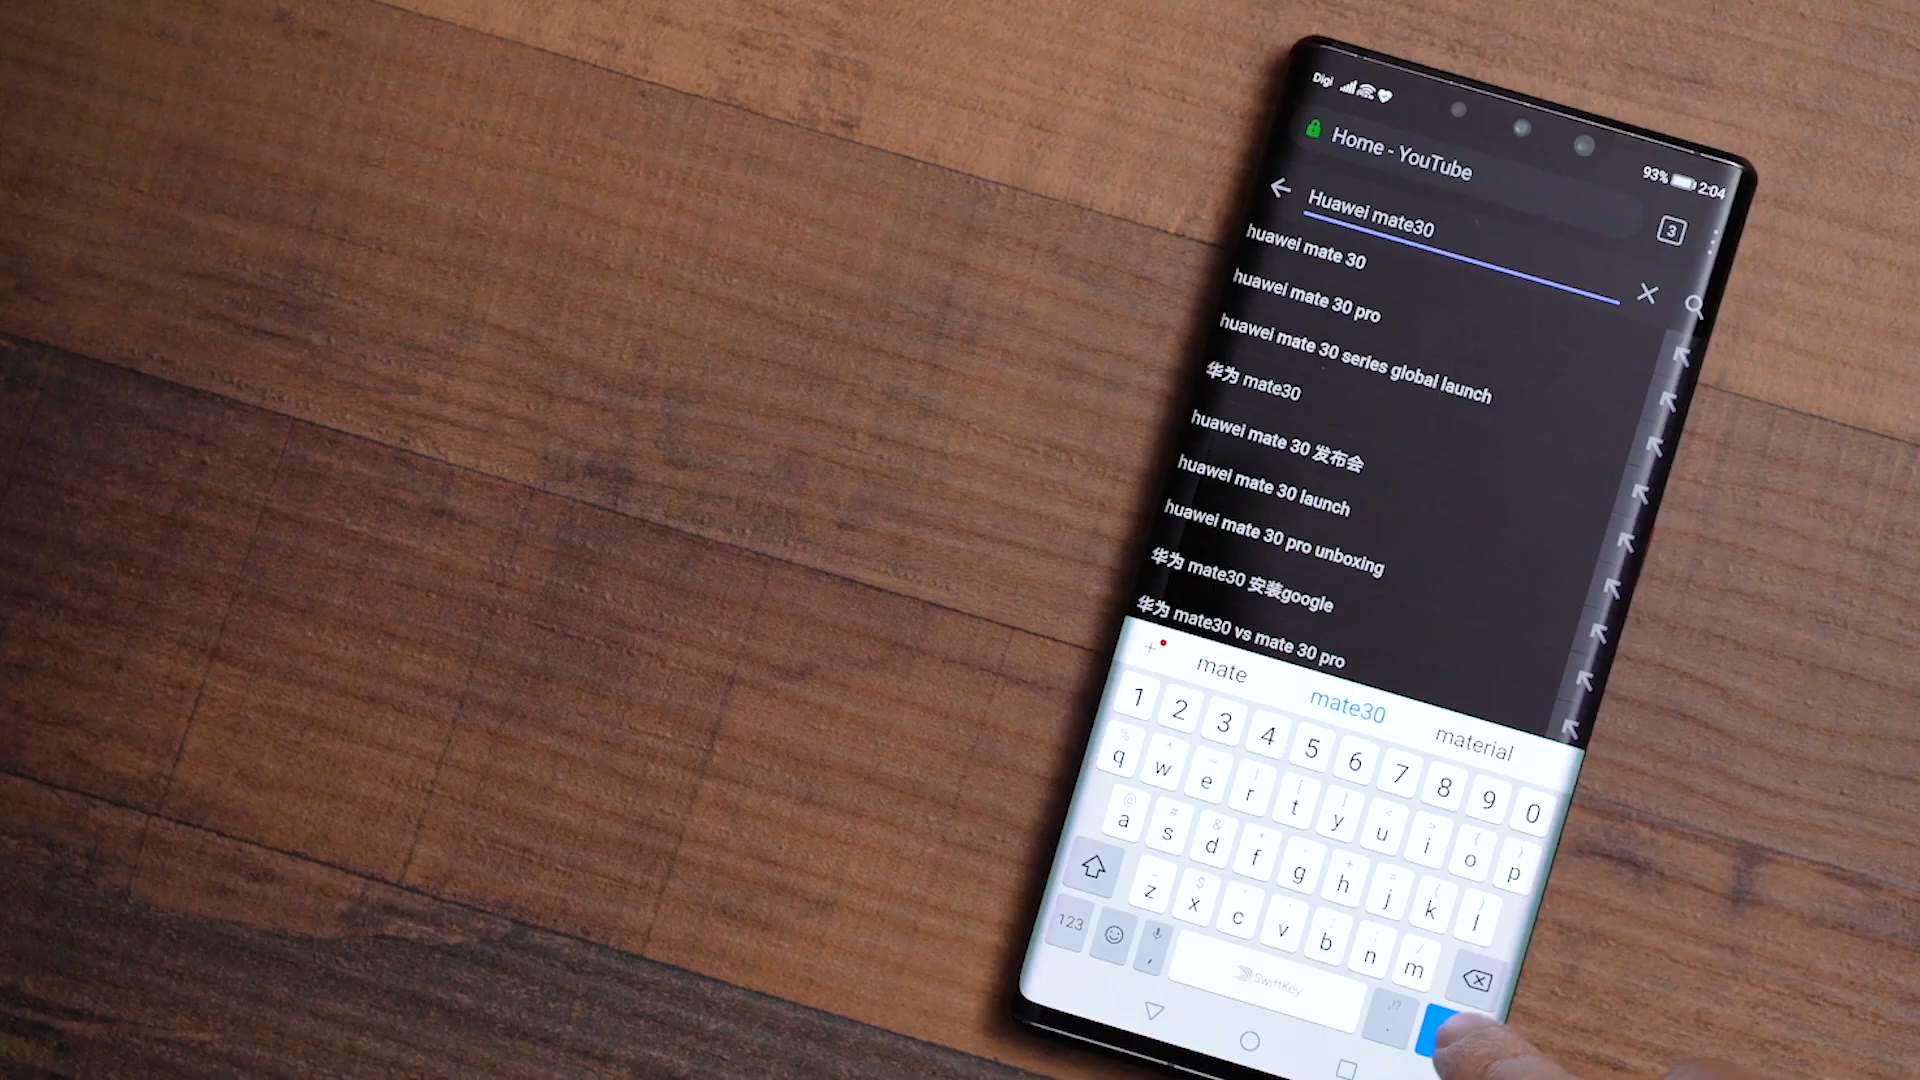 Digi
93% 2:04
Home - YouTube
3
Huawei mate30
huawei mate 30
huawei mate 30 pro
huawei mate 30 series global launch
华为 mate30
huawei mate 30 发布会
huawei mate 30 launch
huawei mate 30 pro unboxing
华为 mate30 安装google
华为 mate30 vs mate 30 pro
mate mate30 material
1 2 3 4 5 6 7 8 9 0
q w e r t y u i o p
a s d f g h j k l
z x c v b n m
123 , SwiftKey .